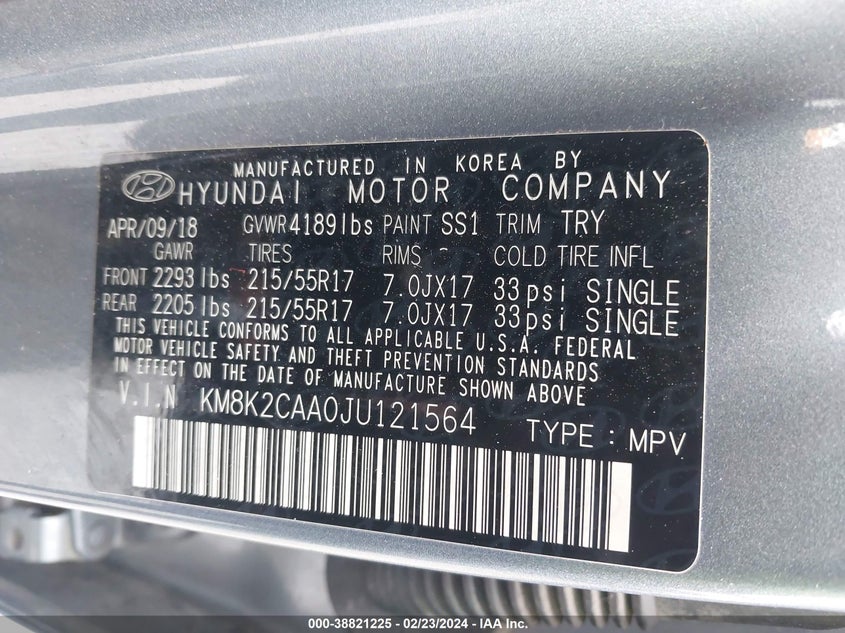 MANUFACTURED IN KOREA BY
HYUNDAI MOTOR COMPANY
APR/09/18 GVWR 4189lbs PAINT SS1 TRIM TRY
GAWR TIRES RIMS COLD TIRE INFL
FRONT 2293 lbs 215/55R17 7.0JX17 33psi SINGLE
REAR 2205 lbs 215/55R17 7.0JX17 33psi SINGLE
THIS VEHICLE CONFORMS TO ALL APPLICABLE U.S.A. FEDERAL
MOTOR VEHICLE SAFETY AND THEFT PREVENTION STANDARDS
IN EFFECT ON THE DATE OF MANUFACTURE SHOWN ABOVE
V.I.N KM8K2CAA0JU121564 TYPE : MPV
000-38821225 - 02/23/2024 - IAA Inc.